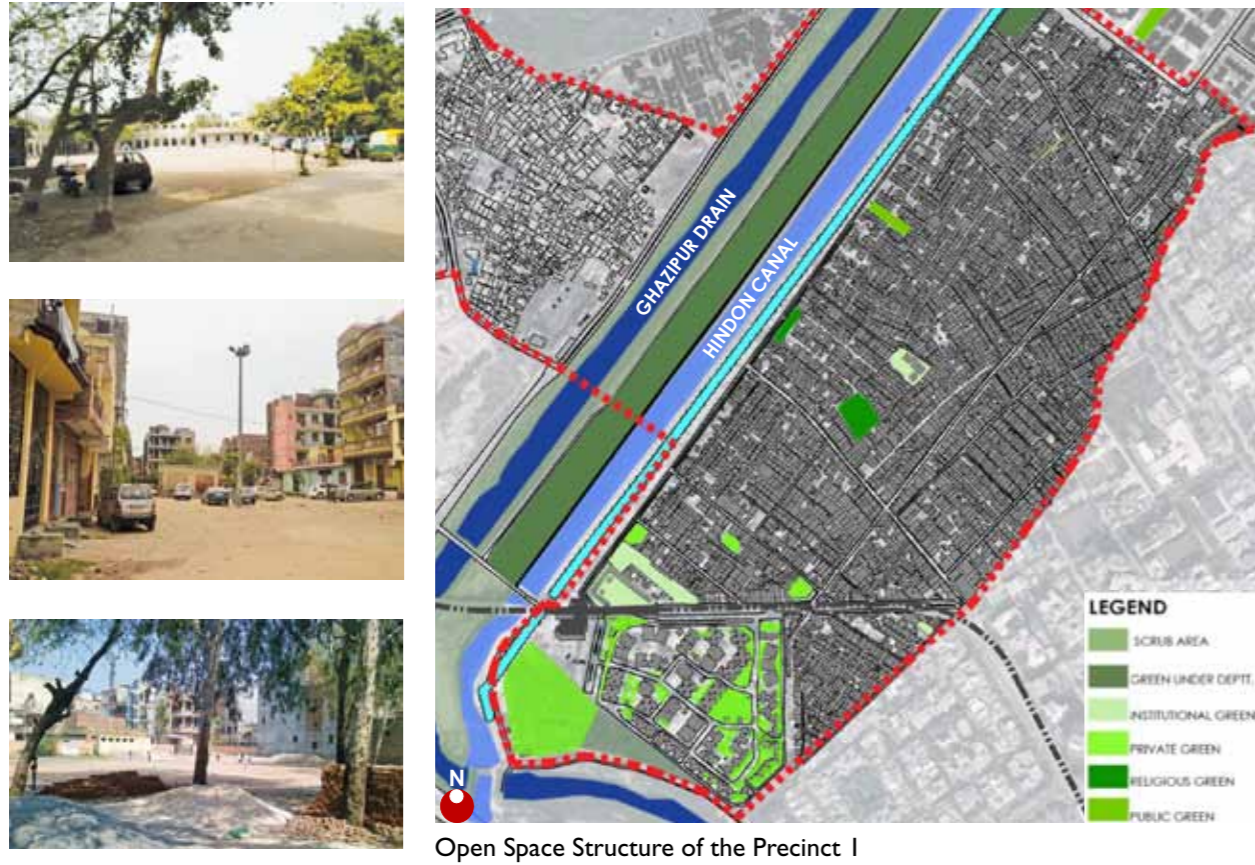 GHAZIPUR DRAIN
HINDON CANAL
LEGEND
SCRUB AREA
GREEN UNDER DEPTT.
INSTITUTIONAL GREEN
PRIVATE GREEN
RELIGIOUS GREEN
PUBLIC GREEN
N
Open Space Structure of the Precinct 1